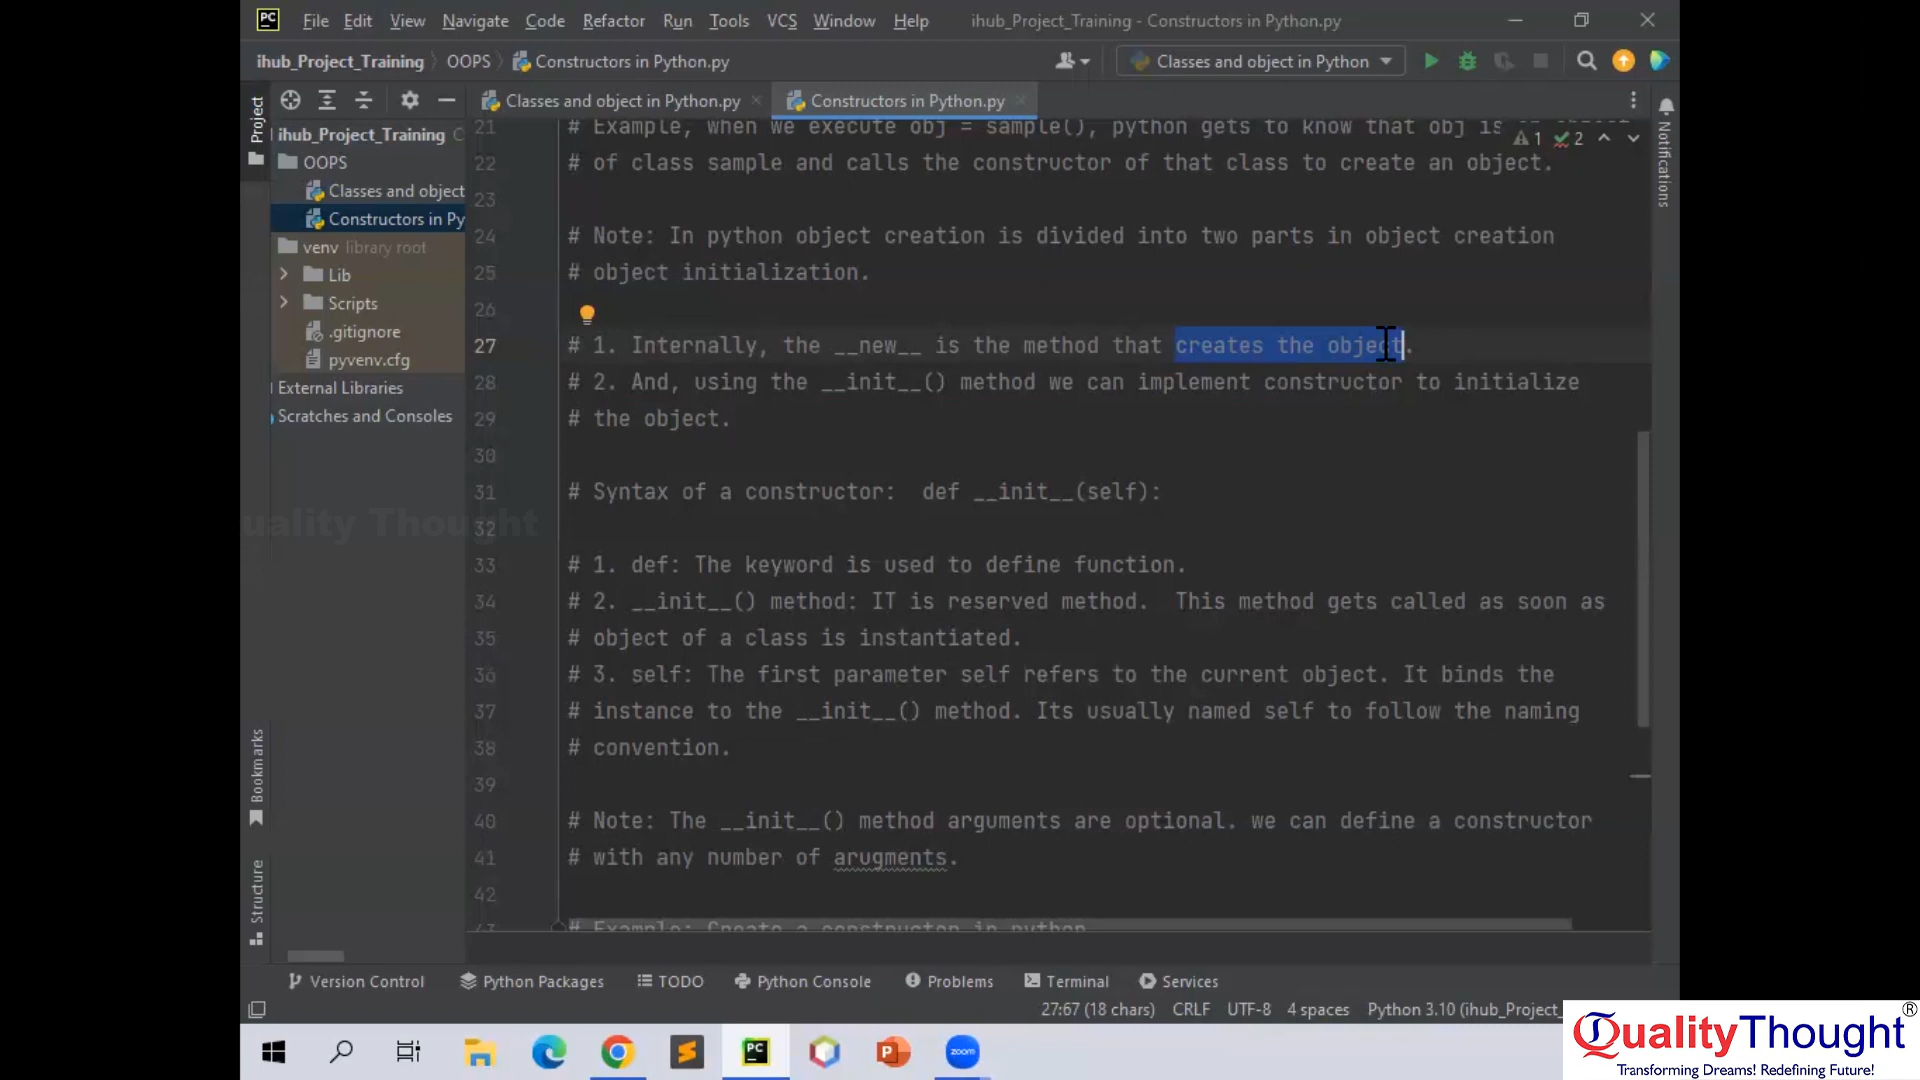 PC File Edit View Navigate Code Refactor Run Tools VCS Window Help ihub_Project_Training - Constructors in Python.py
ihub_Project_Training OOPS Constructors in Python.py Classes and object in Python
Project
Classes and object in Python.py Constructors in Python.py
ihub_Project_Training C
OOPS
Classes and object
Constructors in Py
venv library root
Lib
Scripts
.gitignore
pyvenv.cfg
External Libraries
Scratches and Consoles
1 2
Notifications
21 # Example, when we execute obj = sample(), python gets to know that obj is
22 # of class sample and calls the constructor of that class to create an object.
23
24 # Note: In python object creation is divided into two parts in object creation
25 # object initialization.
26
27 # 1. Internally, the __new__ is the method that creates the object.
28 # 2. And, using the __init__() method we can implement constructor to initialize
29 # the object.
30
31 # Syntax of a constructor: def __init__(self):
32
33 # 1. def: The keyword is used to define function.
34 # 2. __init__() method: IT is reserved method. This method gets called as soon as
35 # object of a class is instantiated.
36 # 3. self: The first parameter self refers to the current object. It binds the
37 # instance to the __init__() method. Its usually named self to follow the naming
38 # convention.
39
40 # Note: The __init__() method arguments are optional. we can define a constructor
41 # with any number of arugments.
42
43 # Example: Create a constructor in python
uality Thought
Bookmarks
Structure
Version Control Python Packages TODO Python Console Problems Terminal Services
27:67 (18 chars) CRLF UTF-8 4 spaces Python 3.10 (ihub_Project_
PC zoom
QualityThought®
Transforming Dreams! Redefining Future!